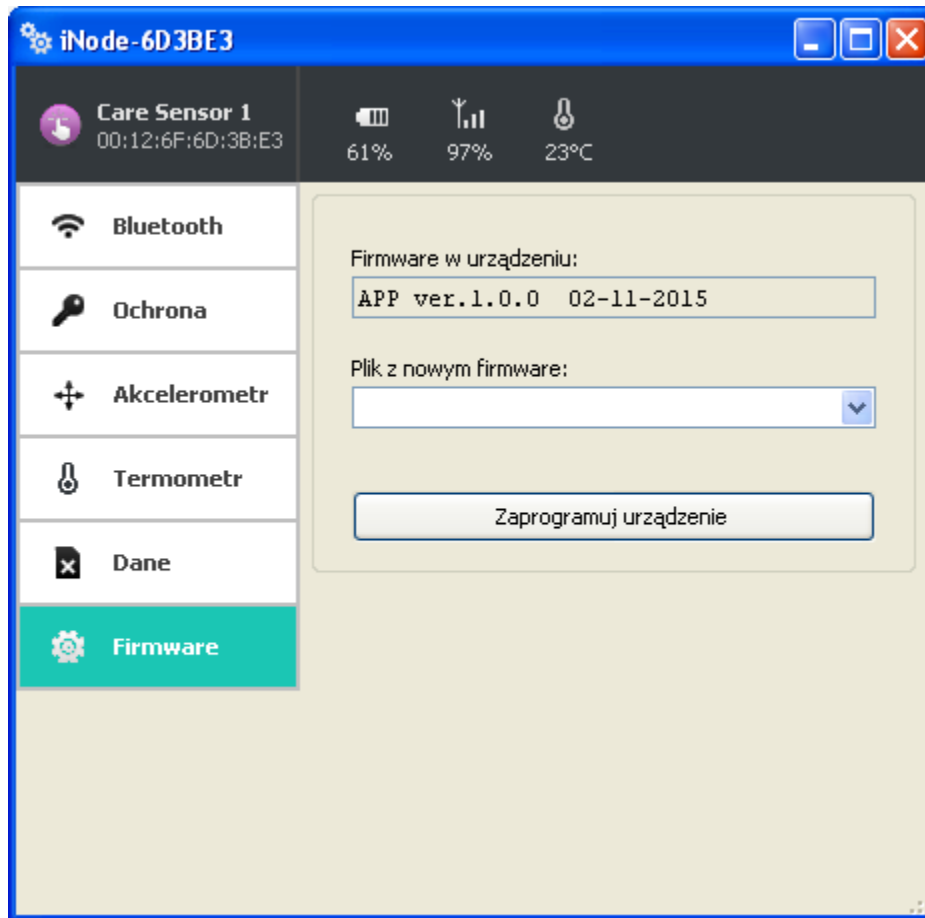 iNode-6D3BE3
Care Sensor 1
00:12:6F:6D:3B:E3
61%
97%
23°C
Bluetooth
Ochrona
Akcelerometr
Termometr
Dane
Firmware
Firmware w urządzeniu:
APP ver.1.0.0  02-11-2015
Plik z nowym firmware:
Zaprogramuj urządzenie